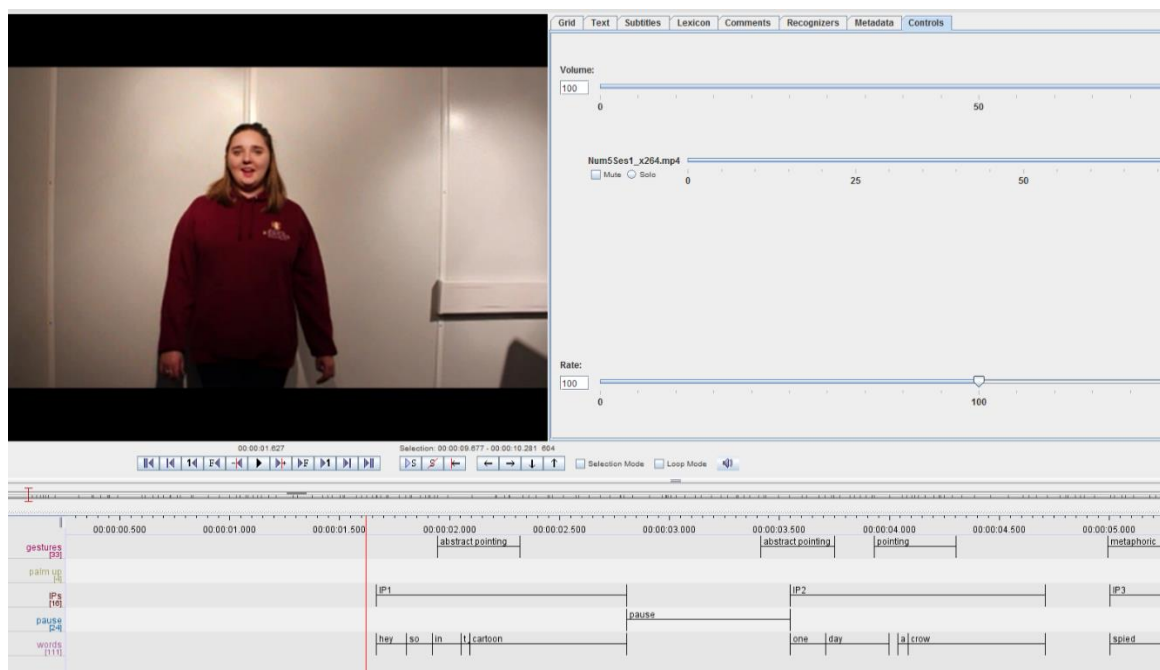 Grid Text Subtitles Lexicon Comments Recognizers Metadata Controls
Volume:
100
0 50
Num5Ses1_x264.mp4
Mute Solo
0 25 50
Rate:
100
0 100
00:00:01.627 Selection: 00:00:09.677 - 00:00:10.281 604
Selection Mode Loop Mode
00:00:00.500 00:00:01.000 00:00:01.500 00:00:02.000 00:00:02.500 00:00:03.000 00:00:03.500 00:00:04.000 00:00:04.500 00:00:05.000
gestures abstract pointing abstract pointing pointing metaphoric
[33]
palm up
[4]
IPs IP1 IP2 IP3
[16]
pause pause
[24]
words hey so in t cartoon one day a crow spied
[111]